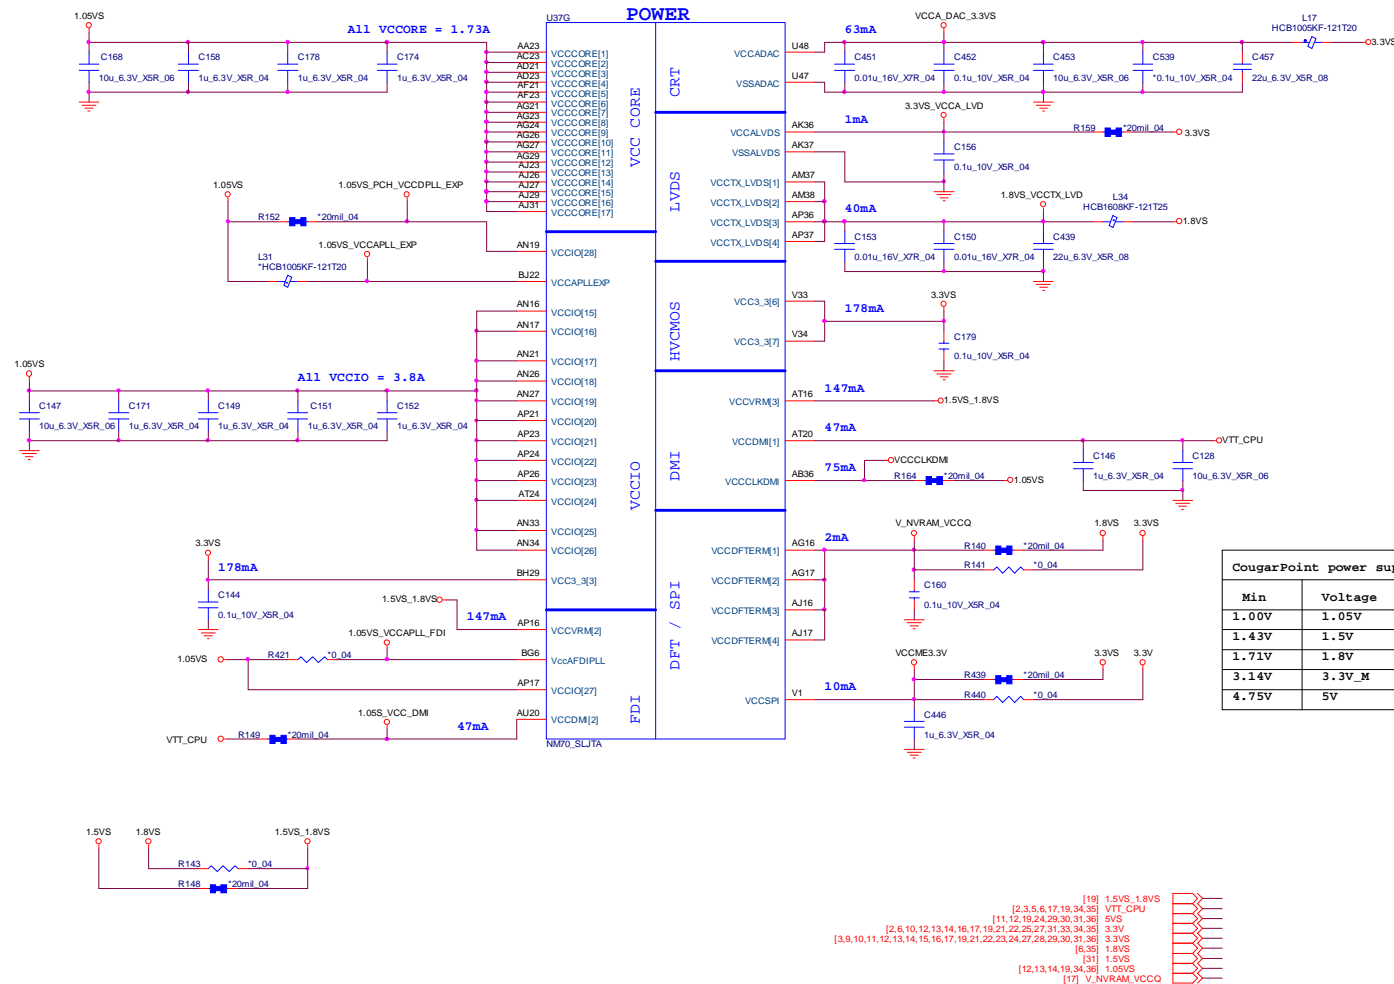 POWER
U37G
1.05VS
All VCCORE = 1.73A
C168
10u_6.3V_X5R_06
C158
1u_6.3V_X5R_04
C178
1u_6.3V_X5R_04
C174
1u_6.3V_X5R_04
AA23
AC23
AD21
AD23
AF21
AF23
AG21
AG23
AG24
AG26
AG27
AG29
AJ23
AJ26
AJ27
AJ29
AJ31
VCCCORE[1]
VCCCORE[2]
VCCCORE[3]
VCCCORE[4]
VCCCORE[5]
VCCCORE[6]
VCCCORE[7]
VCCCORE[8]
VCCCORE[9]
VCCCORE[10]
VCCCORE[11]
VCCCORE[12]
VCCCORE[13]
VCCCORE[14]
VCCCORE[15]
VCCCORE[16]
VCCCORE[17]
VCC CORE
1.05VS
1.05VS_PCH_VCCDPLL_EXP
R152
*20mil_04
1.05VS_VCCAPLL_EXP
L31
*HCB1005KF-121T20
AN19
VCCIO[28]
BJ22
VCCAPLLEXP
AN16
VCCIO[15]
AN17
VCCIO[16]
AN21
VCCIO[17]
AN26
VCCIO[18]
AN27
VCCIO[19]
AP21
VCCIO[20]
AP23
VCCIO[21]
AP24
VCCIO[22]
AP26
VCCIO[23]
AT24
VCCIO[24]
AN33
VCCIO[25]
AN34
VCCIO[26]
VCCIO
1.05VS
All VCCIO = 3.8A
C147
10u_6.3V_X5R_06
C171
1u_6.3V_X5R_04
C149
1u_6.3V_X5R_04
C151
1u_6.3V_X5R_04
C152
1u_6.3V_X5R_04
3.3VS
178mA
C144
0.1u_10V_X5R_04
BH29
VCC3_3[3]
1.5VS_1.8VS
147mA
AP16
VCCVRM[2]
1.05VS_VCCAPLL_FDI
1.05VS
R421
*0_04
BG6
VccAFDIPLL
AP17
VCCIO[27]
1.05S_VCC_DMI
VTT_CPU
R149
*20mil_04
47mA
AU20
VCCDMI[2]
FDI
NM70_SLJTA
CRT
VCCADAC
U48
VSSADAC
U47
63mA
VCCA_DAC_3.3VS
L17
HCB1005KF-121T20
3.3VS
C451
0.01u_16V_X7R_04
C452
0.1u_10V_X5R_04
C453
10u_6.3V_X5R_06
C539
*0.1u_10V_X5R_04
C457
22u_6.3V_X5R_08
LVDS
3.3VS_VCCA_LVD
1mA
VCCALVDS
AK36
VSSALVDS
AK37
R159
*20mil_04
3.3VS
C156
0.1u_10V_X5R_04
VCCTX_LVDS[1]
AM37
VCCTX_LVDS[2]
AM38
VCCTX_LVDS[3]
AP36
VCCTX_LVDS[4]
AP37
40mA
1.8VS_VCCTX_LVD
L34
HCB1608KF-121T25
1.8VS
C153
0.01u_16V_X7R_04
C150
0.01u_16V_X7R_04
C439
22u_6.3V_X5R_08
HVCMOS
VCC3_3[6]
V33
VCC3_3[7]
V34
178mA
3.3VS
C179
0.1u_10V_X5R_04
DMI
VCCVRM[3]
AT16
147mA
1.5VS_1.8VS
VCCDMI[1]
AT20
47mA
VTT_CPU
C146
1u_6.3V_X5R_04
C128
10u_6.3V_X5R_06
VCCCLKDMI
AB36
75mA
VCCCLKDMI
R164
*20mil_04
1.05VS
DFT / SPI
VCCDFTERM[1]
AG16
VCCDFTERM[2]
AG17
VCCDFTERM[3]
AJ16
VCCDFTERM[4]
AJ17
2mA
V_NVRAM_VCCQ
1.8VS
3.3VS
R140
*20mil_04
R141
*0_04
C160
0.1u_10V_X5R_04
VCCSPI
V1
10mA
VCCME3.3V
3.3VS
3.3V
R439
*20mil_04
R440
*0_04
C446
1u_6.3V_X5R_04
CougarPoint power sup
Min Voltage
1.00V 1.05V
1.43V 1.5V
1.71V 1.8V
3.14V 3.3V_M
4.75V 5V
1.5VS
1.8VS
1.5VS_1.8VS
R143
*0_04
R148
*20mil_04
[19] 1.5VS_1.8VS
[2,3,5,6,17,19,34,35] VTT_CPU
[11,12,19,24,29,30,31,36] 5VS
[2,6,10,12,13,14,16,17,19,21,22,25,27,31,33,34,35] 3.3V
[3,9,10,11,12,13,14,15,16,17,19,21,22,23,24,27,28,29,30,31,36] 3.3VS
[6,35] 1.8VS
[31] 1.5VS
[12,13,14,19,34,36] 1.05VS
[17] V_NVRAM_VCCQ